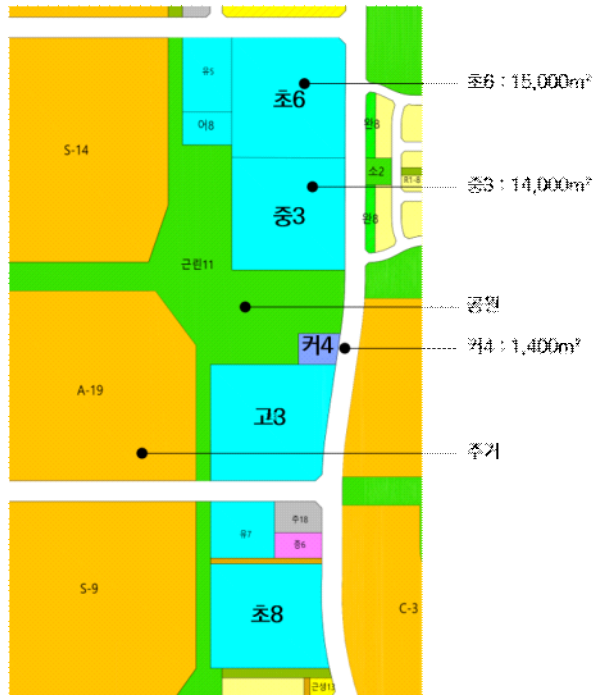 유5
초6
초6 : 15,000m²
어8
완8
S-14
소2
R1-8
중3
중3 : 14,000m²
완8
근린11
공원
커4
커4 : 1,400m²
A-19
고3
주거
유7
주18
종6
S-9
초8
C-3
근생13